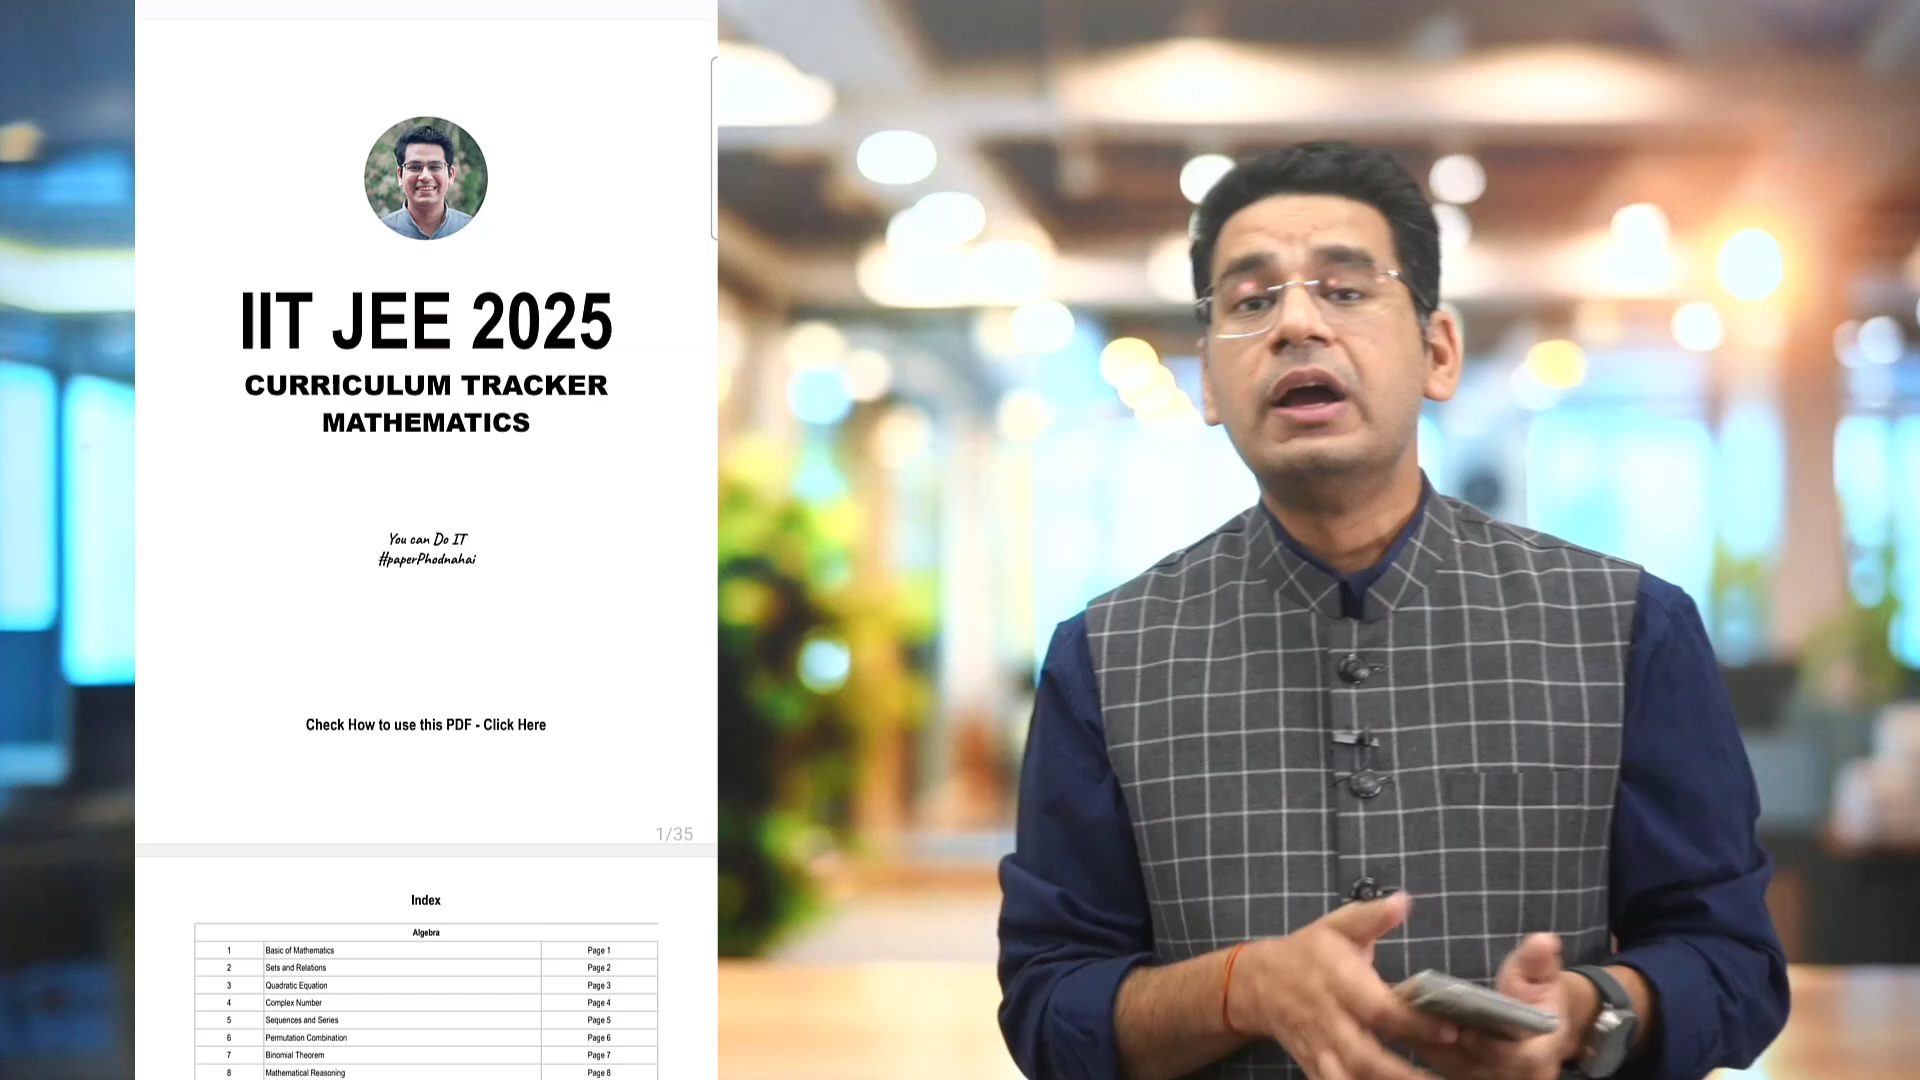 IIT JEE 2025
CURRICULUM TRACKER
MATHEMATICS
You can Do IT
#paperPhodnahai
Check How to use this PDF - Click Here
1/35
Index
Algebra
1 Basic of Mathematics Page 1
2 Sets and Relations Page 2
3 Quadratic Equation Page 3
4 Complex Number Page 4
5 Sequences and Series Page 5
6 Permutation Combination Page 6
7 Binomial Theorem Page 7
8 Mathematical Reasoning Page 8